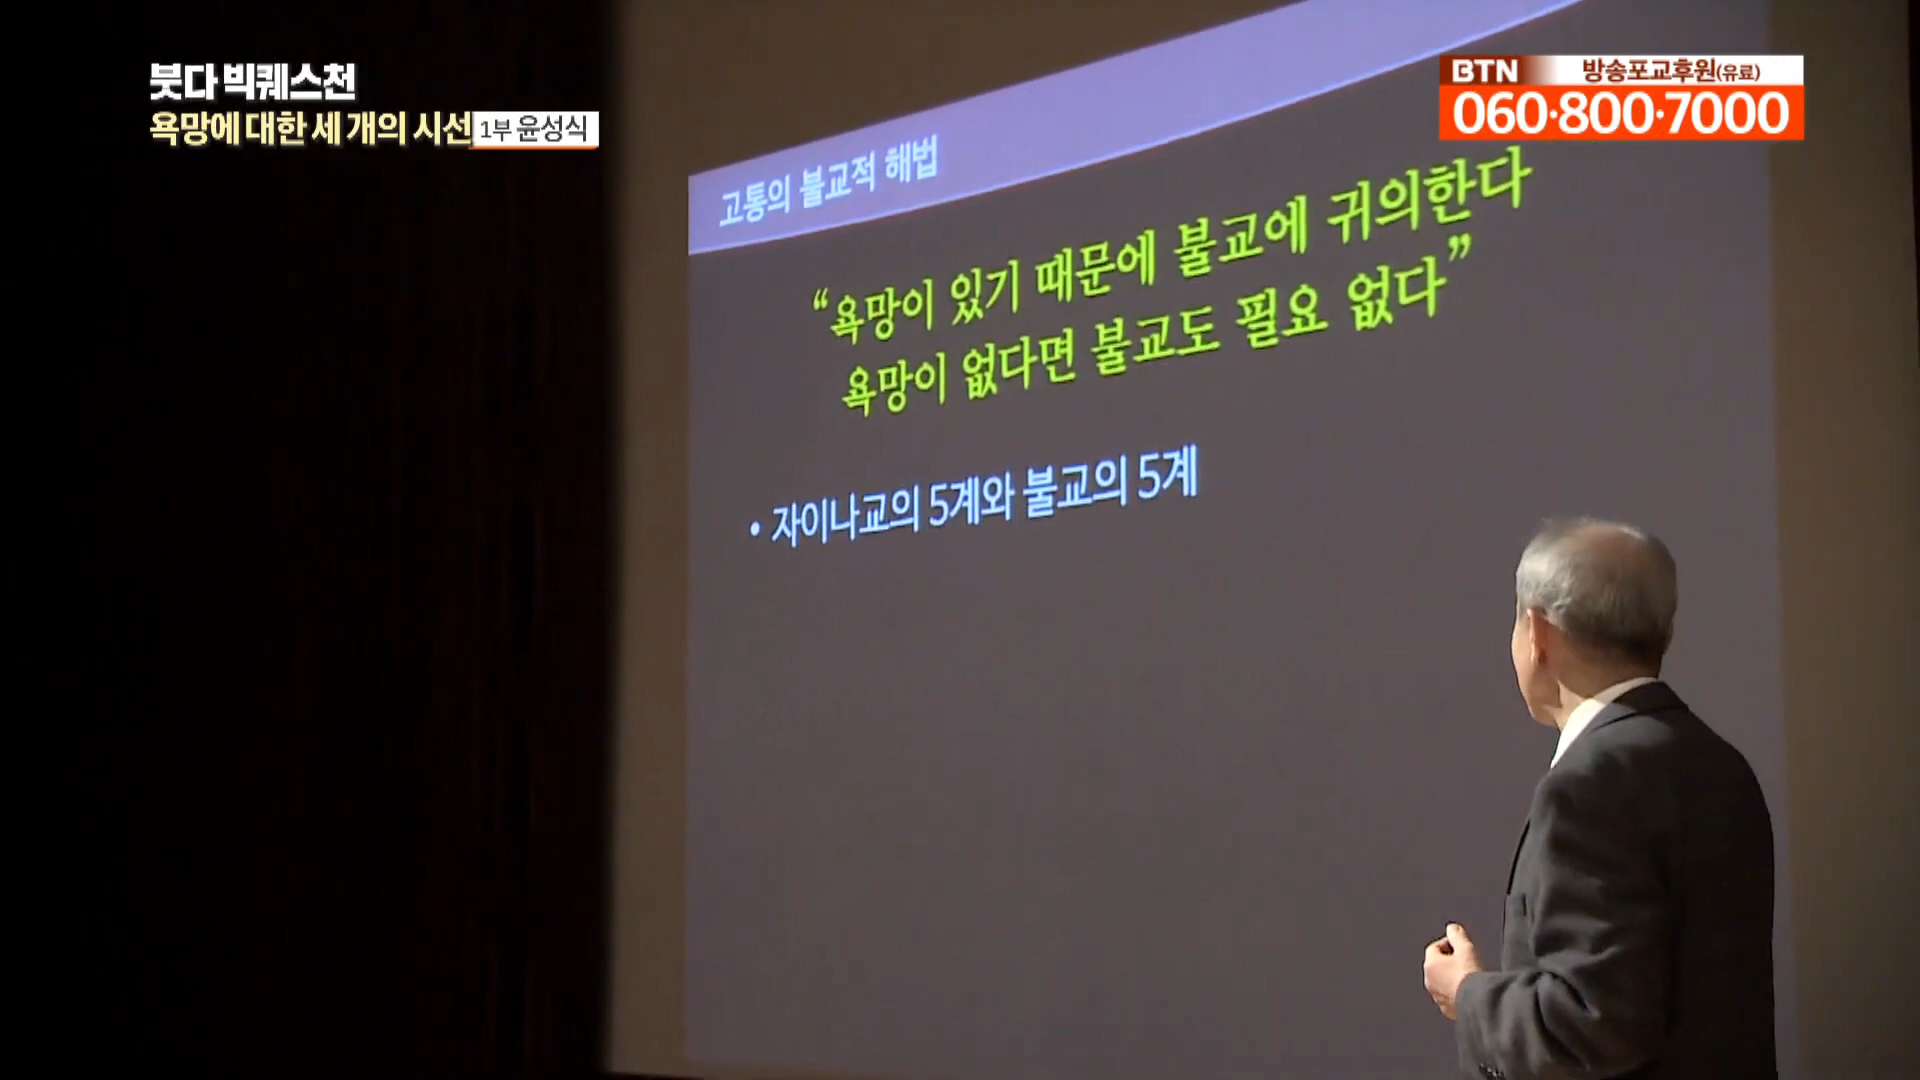 붓다 빅퀘스천
욕망에 대한 세 개의 시선 1부 윤성식
BTN 방송포교후원(유료)
060·800·7000
고통의 불교적 해법
“욕망이 있기 때문에 불교에 귀의한다
욕망이 없다면 불교도 필요 없다”
• 자이나교의 5계와 불교의 5계